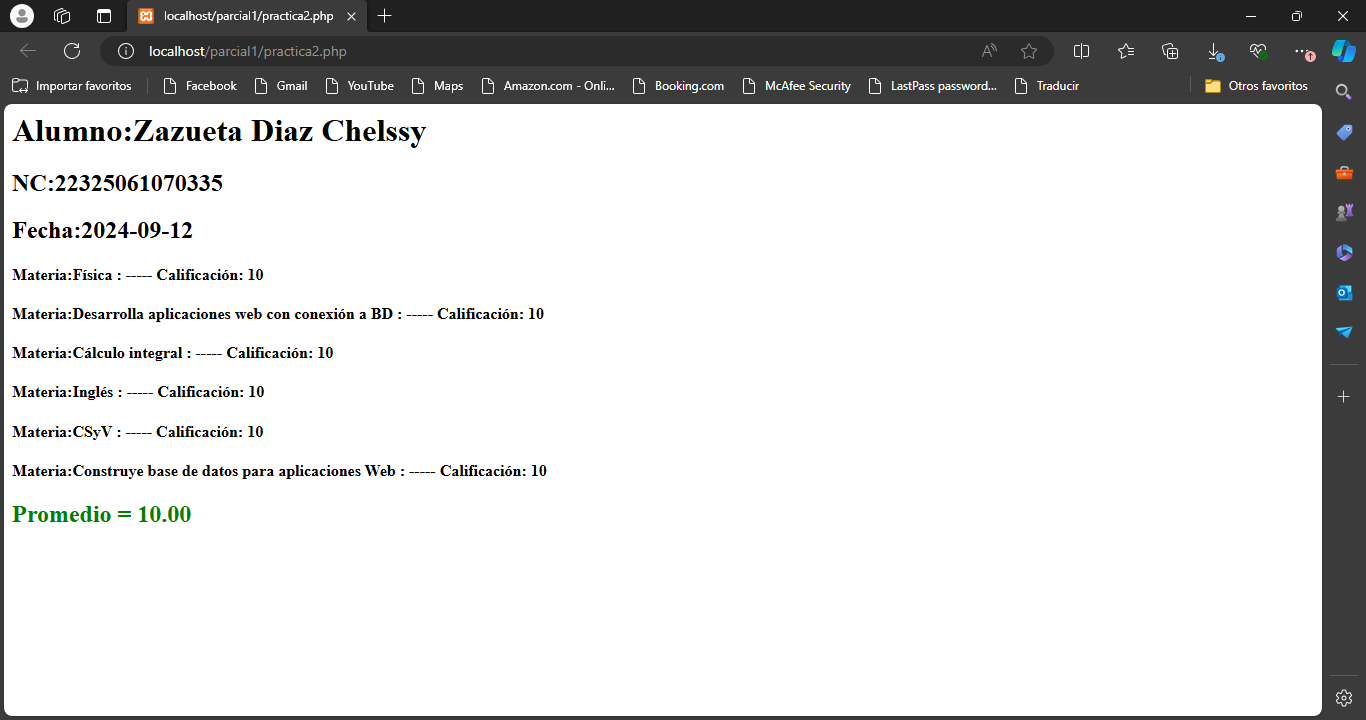 localhost/parcial1/practica2.php
localhost/parcial1/practica2.php
Importar favoritos Facebook Gmail YouTube Maps Amazon.com - Onli... Booking.com McAfee Security LastPass password... Traducir Otros favoritos
Alumno:Zazueta Diaz Chelssy
NC:22325061070335
Fecha:2024-09-12
Materia:Física : ----- Calificación: 10
Materia:Desarrolla aplicaciones web con conexión a BD : ----- Calificación: 10
Materia:Cálculo integral : ----- Calificación: 10
Materia:Inglés : ----- Calificación: 10
Materia:CSyV : ----- Calificación: 10
Materia:Construye base de datos para aplicaciones Web : ----- Calificación: 10
Promedio = 10.00